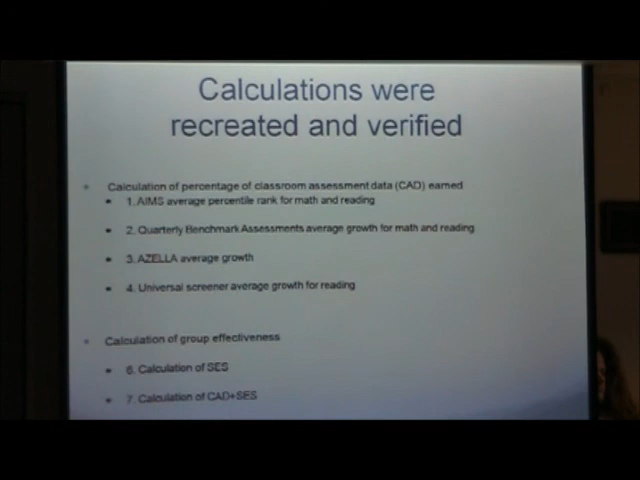 Calculations were
recreated and verified
Calculation of percentage of classroom assessment data (CAD) earned
1. AIMS average percentile rank for math and reading
2. Quarterly Benchmark Assessments average growth for math and reading
3. AZELLA average growth
4. Universal screener average growth for reading
Calculation of group effectiveness
6. Calculation of SES
7. Calculation of CAD+SES